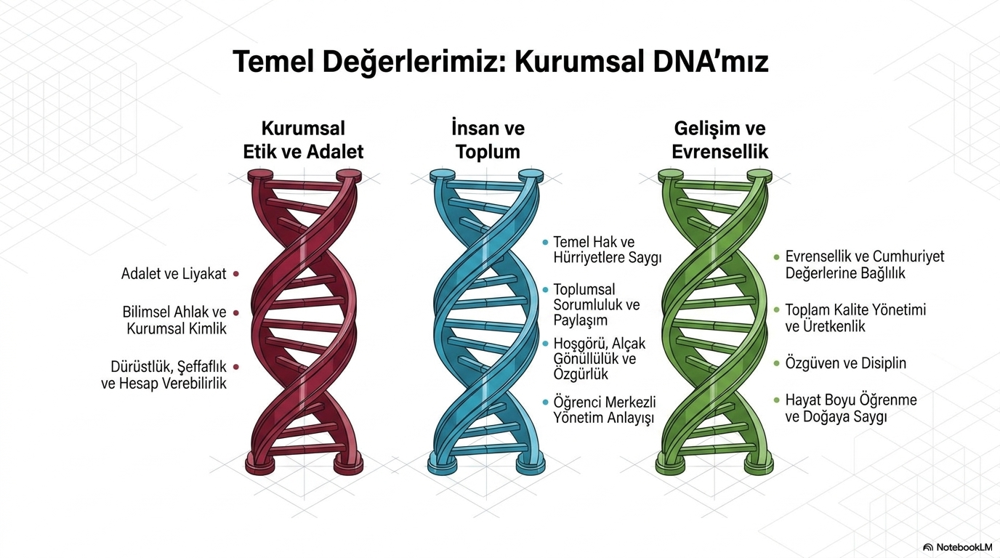 Temel Değerlerimiz: Kurumsal DNA'mız
Kurumsal
Etik ve Adalet
Adalet ve Liyakat
Bilimsel Ahlak ve
Kurumsal Kimlik
Dürüstlük, Şeffaflık
ve Hesap Verebilirlik
İnsan ve
Toplum
Temel Hak ve
Hürriyetlere Saygı
Toplumsal
Sorumluluk ve
Paylaşım
Hoşgörü, Alçak
Gönüllülük ve
Özgürlük
Öğrenci Merkezli
Yönetim Anlayışı
Gelişim ve
Evrensellik
Evrensellik ve Cumhuriyet
Değerlerine Bağlılık
Toplam Kalite Yönetimi
ve Üretkenlik
Özgüven ve Disiplin
Hayat Boyu Öğrenme
ve Doğaya Saygı
NotebookLM